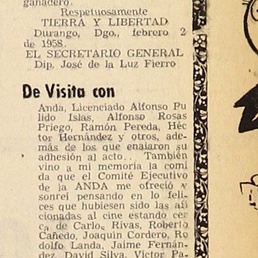 ganacero.
Respetuosamente
TIERRA Y LIBERTAD
Durango, Dgo., febrero 2
de 1958.
EL SECRETARIO GENERAL
Dip. José de la Luz Fierro
De Visita con
Anda, Licenciado Alfonso Pu
lido Islas, Alfonso Rosas
Priego, Ramón Pereda, Héc
tor Hernández y otros, ade-
más de los que enaiaron su
adhesión al acto.. También
vino a mi memoria la comi
da que el Comité Ejecutivo
de la ANDA me ofreció y
sonreí pensando en lo feli-
ces que hubiesen sido las afi
cionadas al cine estando cer
ca de Carlos Rivas, Roberto
Cañedo, Joaquín Cordero, Ro
dolfo Landa, Jaime Fernán-
dez, David Silva, Víctor Pa-